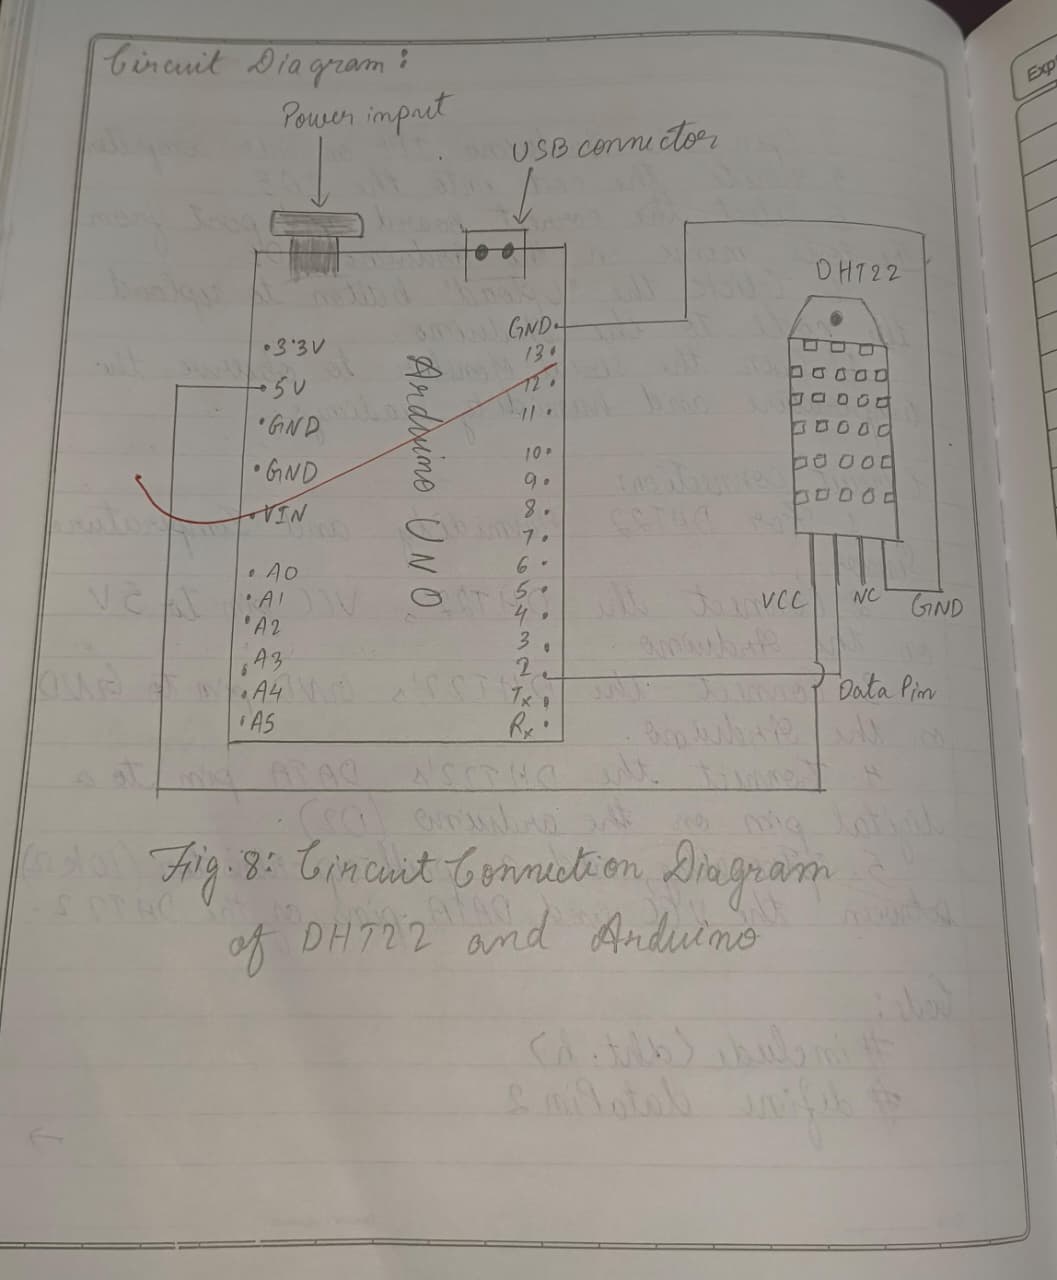 Circuit Diagram:
Power input
USB connector
DHT22
GND
3.3V
13
5V
12
GND
11
GND
10
9
VIN
8
7
Arduino UNO
A0
6
A1
5
A2
4
A3
3
A4
2
A5
Tx
Rx
VCC
NC
GND
Data Pin
Fig. 8: Circuit Connection Diagram
of DHT22 and Arduino
Exp